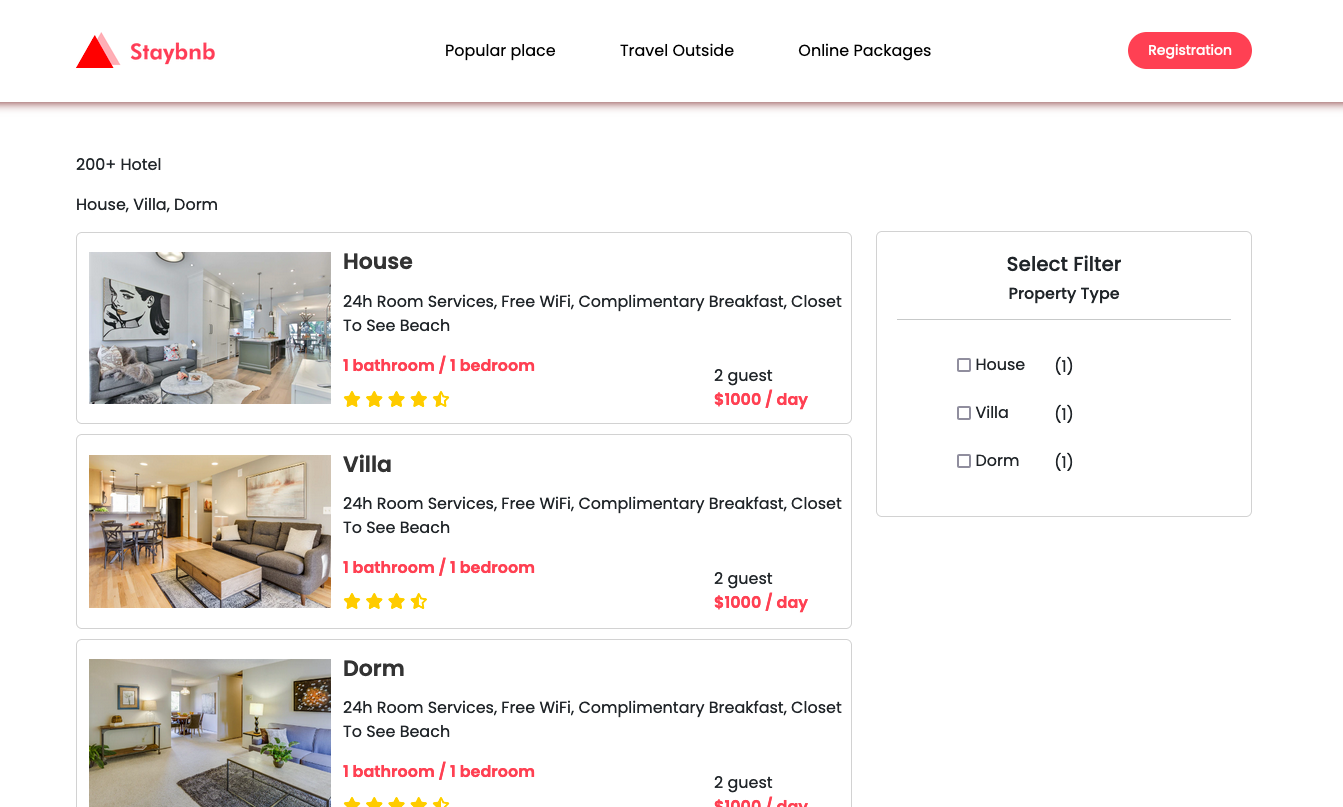 Staybnb
Popular place
Travel Outside
Online Packages
Registration
200+ Hotel
House, Villa, Dorm
House
24h Room Services, Free WiFi, Complimentary Breakfast, Closet
To See Beach
1 bathroom / 1 bedroom
2 guest
$1000 / day
Villa
24h Room Services, Free WiFi, Complimentary Breakfast, Closet
To See Beach
1 bathroom / 1 bedroom
2 guest
$1000 / day
Dorm
24h Room Services, Free WiFi, Complimentary Breakfast, Closet
To See Beach
1 bathroom / 1 bedroom
2 guest
$1000 / day
Select Filter
Property Type
House (1)
Villa (1)
Dorm (1)